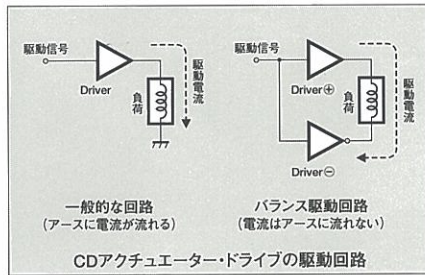 駆動信号
Driver
負荷
駆動電流
一般的な回路
(アースに電流が流れる)
駆動信号
Driver⊕
負荷
駆動電流
Driver⊖
バランス駆動回路
(電流はアースに流れない)
CDアクチュエーター・ドライブの駆動回路